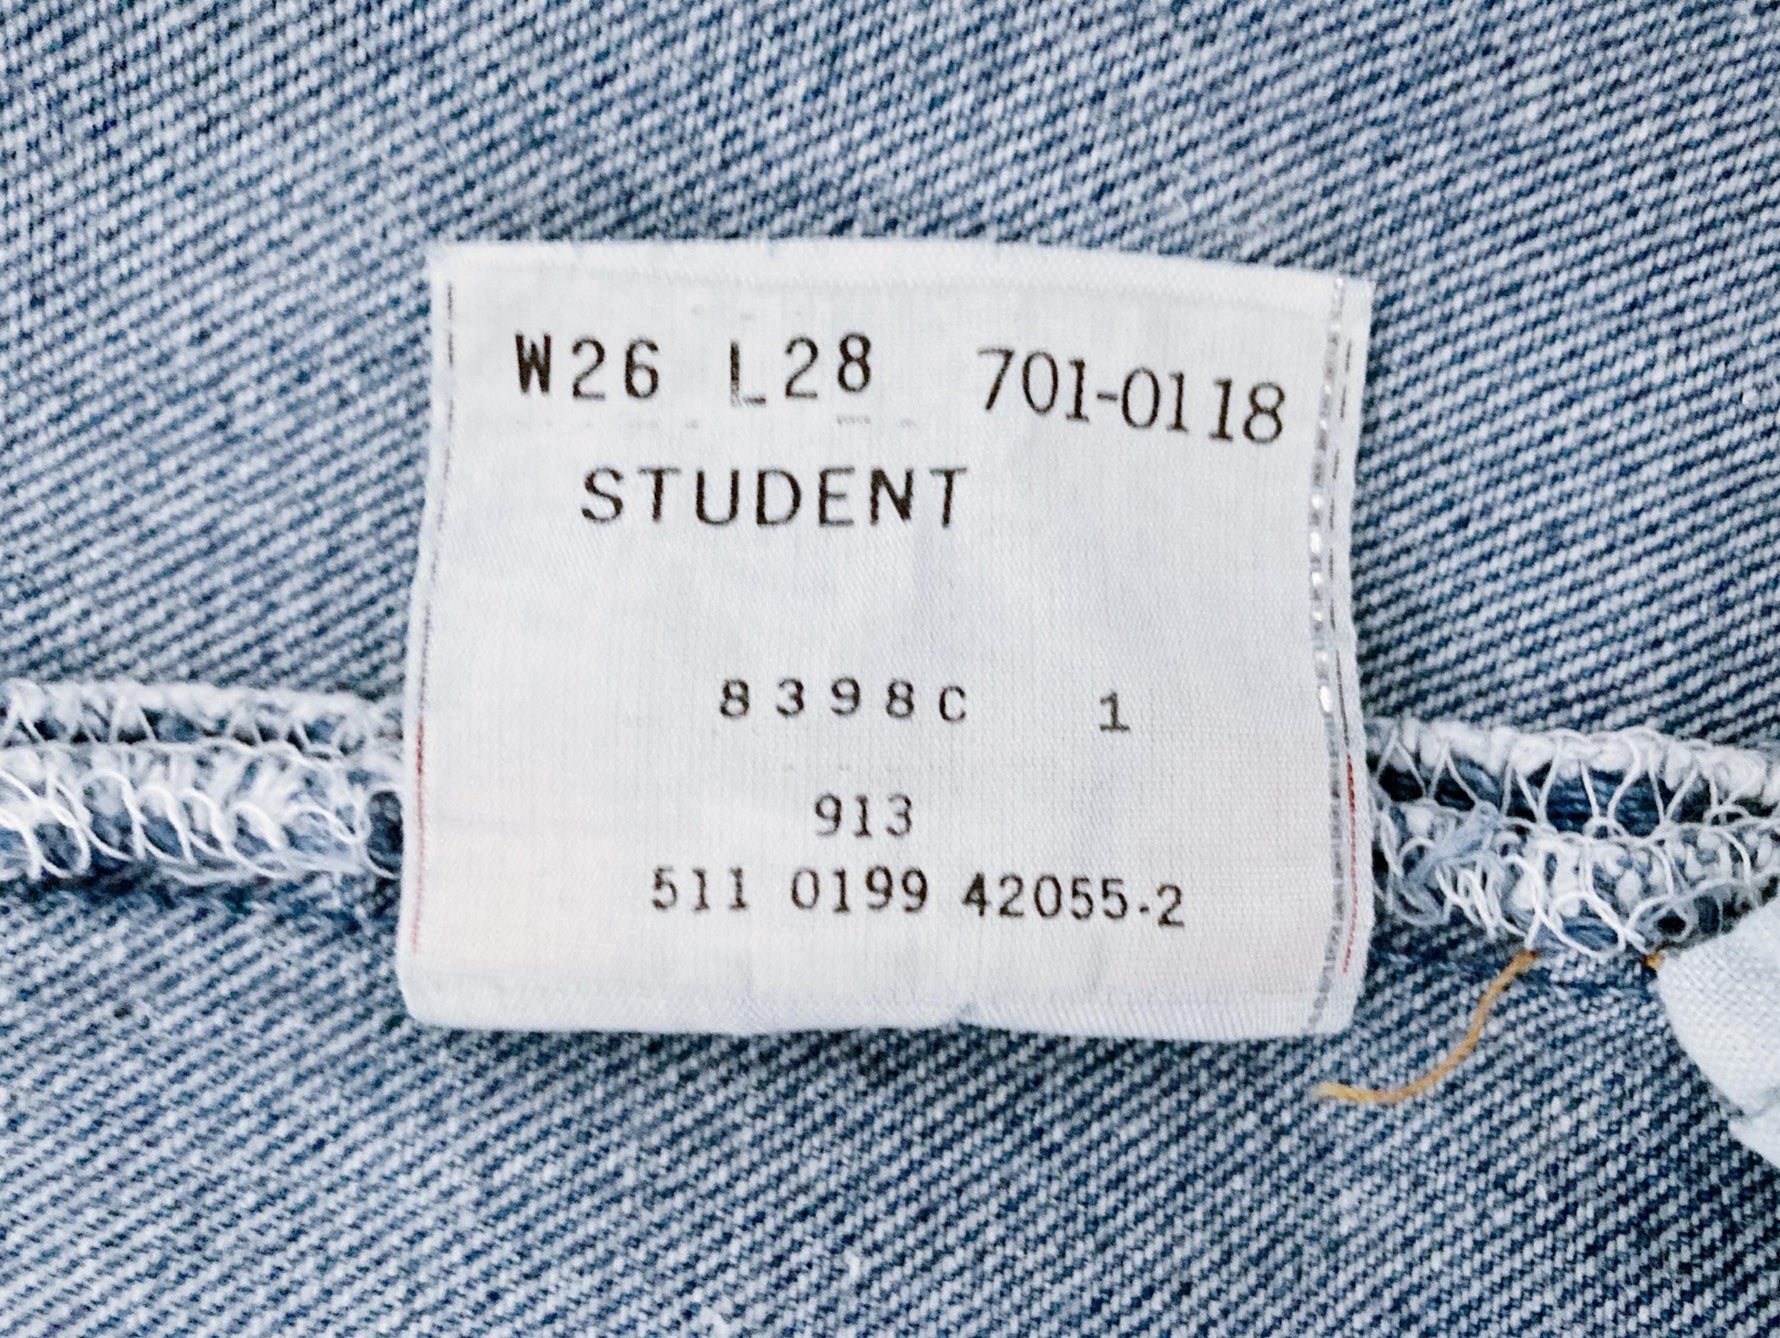 W26 L28 701-0118
STUDENT
8398C 1
913
511 0199 42055-2